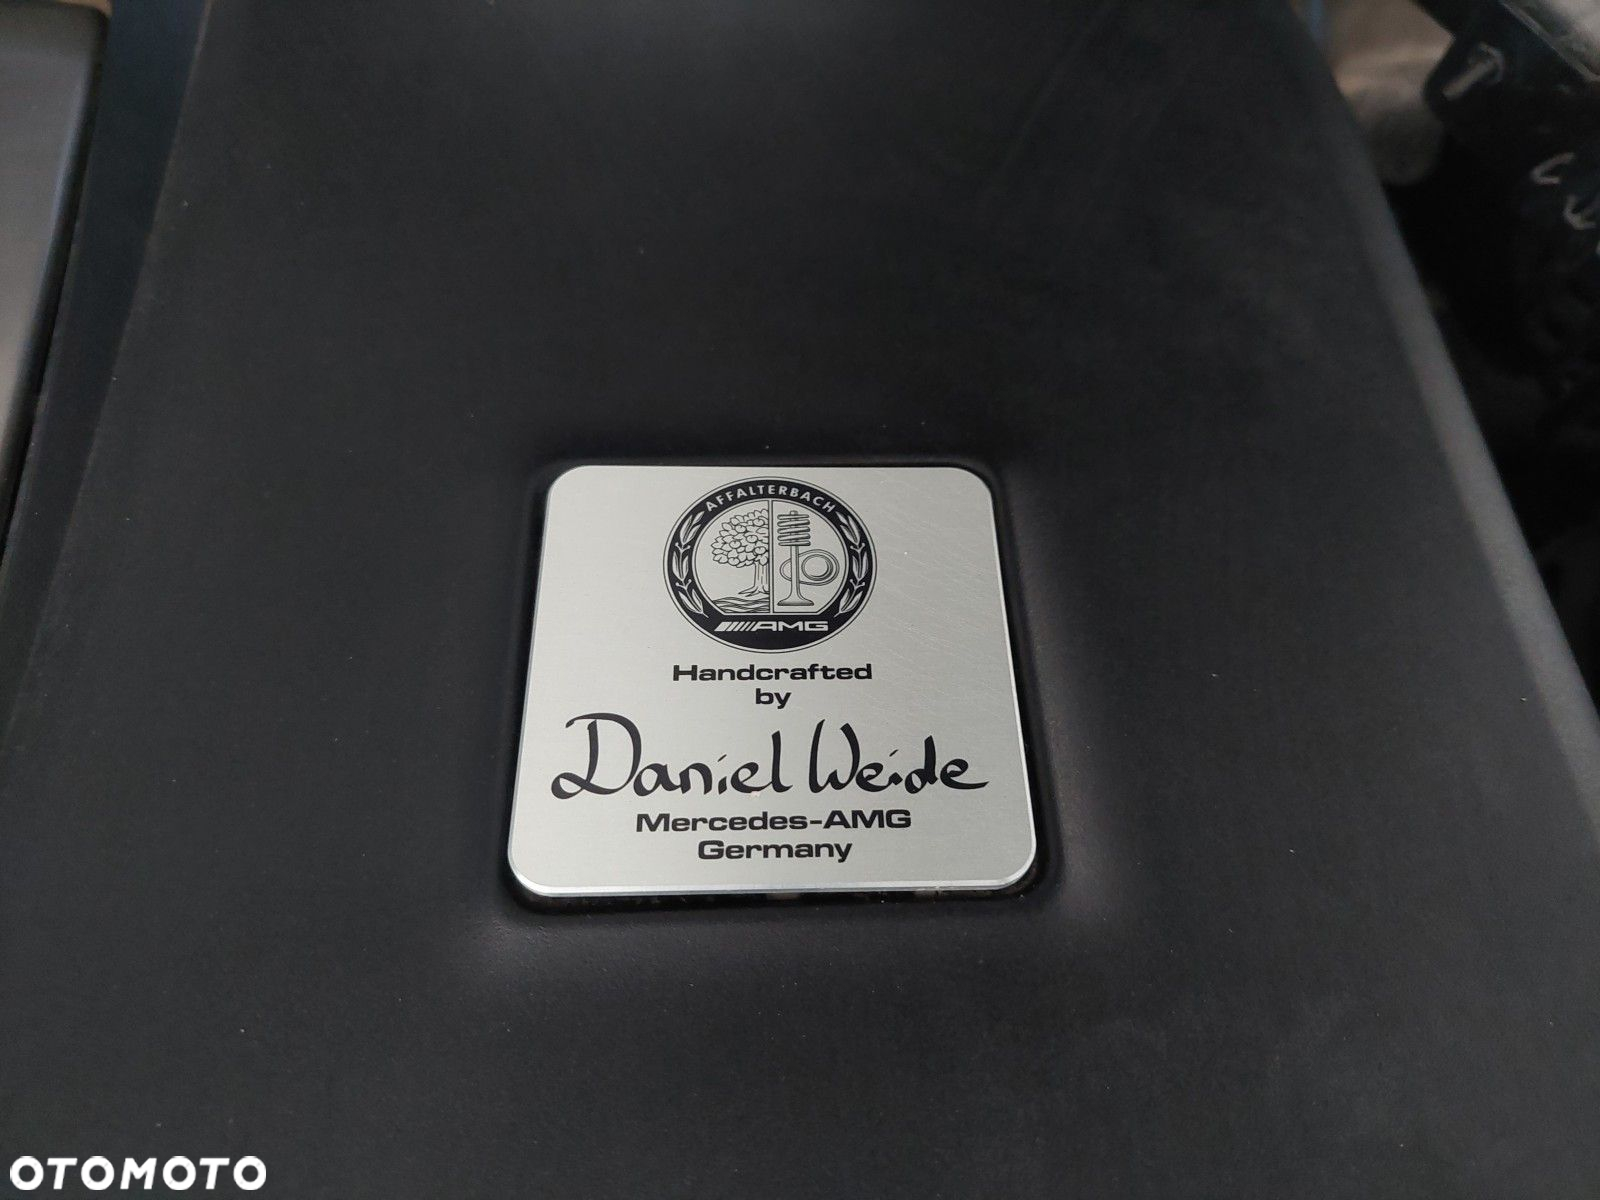 AFFALTERBACH
AMG
Handcrafted
by
Daniel Weide
Mercedes-AMG
Germany
OTOMOTO